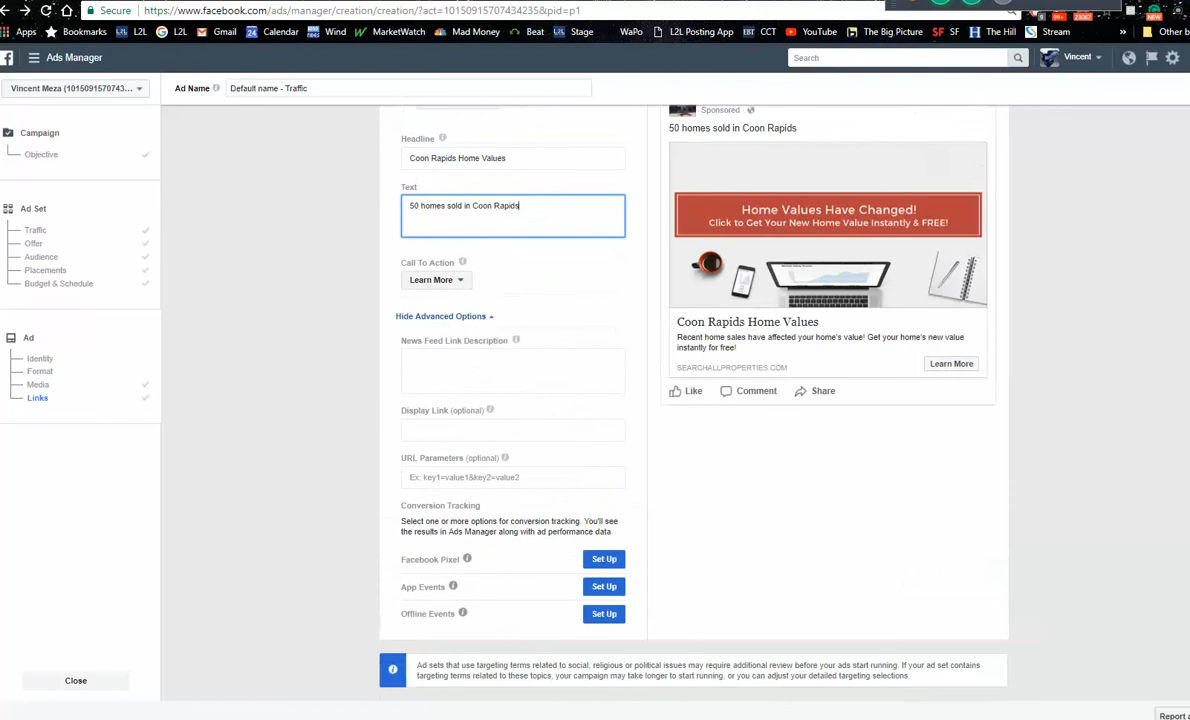 Secure https://www.facebook.com/ads/manager/creation/creation/?act=10150915707434235&pid=p1
Apps Bookmarks L2L L2L G L2L Gmail 24 Calendar Wind MarketWatch Mad Money Beat L2L Stage WaPo L2L Posting App EBT CCT YouTube The Big Picture SF SF H The Hill Stream » Other b
99+ NEW
Ads Manager Search Vincent
Vincent Meza (1015091570743... Ad Name Default name - Traffic
Campaign
Objective
Ad Set
Traffic
Offer
Audience
Placements
Budget & Schedule
Ad
Identity
Format
Media
Links
Close
Headline
Coon Rapids Home Values
Text
50 homes sold in Coon Rapids
Call To Action
Learn More
Hide Advanced Options
News Feed Link Description
Display Link (optional)
URL Parameters (optional)
Ex: key1=value1&key2=value2
Conversion Tracking
Select one or more options for conversion tracking. You'll see
the results in Ads Manager along with ad performance data.
Facebook Pixel Set Up
App Events Set Up
Offline Events Set Up
Sponsored
50 homes sold in Coon Rapids
Home Values Have Changed!
Click to Get Your New Home Value Instantly & FREE!
Coon Rapids Home Values
Recent home sales have affected your home's value! Get your home's new value
instantly for free!
SEARCHALLPROPERTIES.COM Learn More
Like Comment Share
Ad sets that use targeting terms related to social, religious or political issues may require additional review before your ads start running. If your ad set contains
targeting terms related to these topics, your campaign may take longer to start running, or you can adjust your detailed targeting selections.
Report a